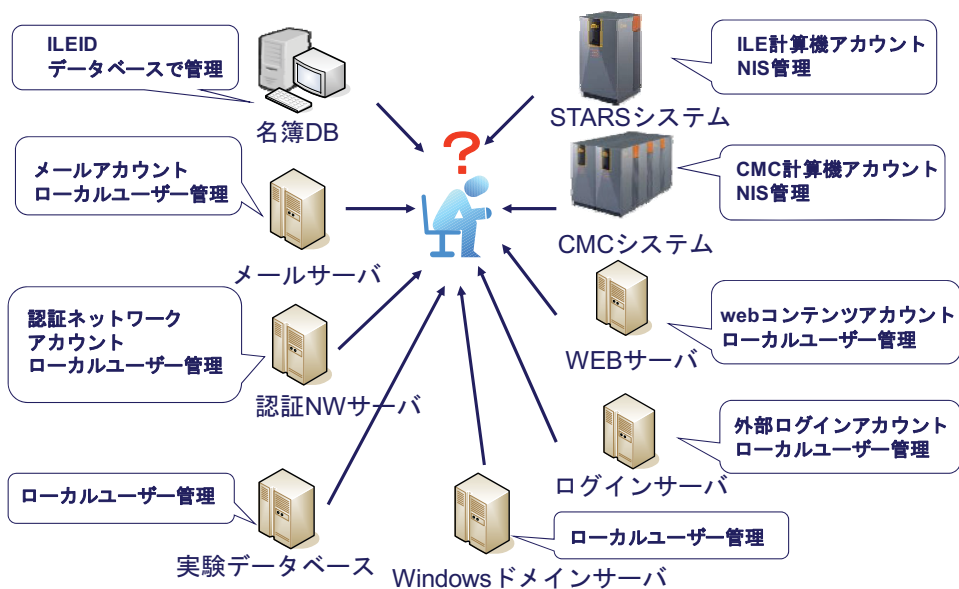 ILEID
データベースで管理
名簿DB
ILE計算機アカウント
NIS管理
STARSシステム
?
メールアカウント
ローカルユーザー管理
メールサーバ
CMC計算機アカウント
NIS管理
CMCシステム
認証ネットワーク
アカウント
ローカルユーザー管理
認証NWサーバ
webコンテンツアカウント
ローカルユーザー管理
WEBサーバ
外部ログインアカウント
ローカルユーザー管理
ログインサーバ
ローカルユーザー管理
実験データベース
ローカルユーザー管理
Windowsドメインサーバ